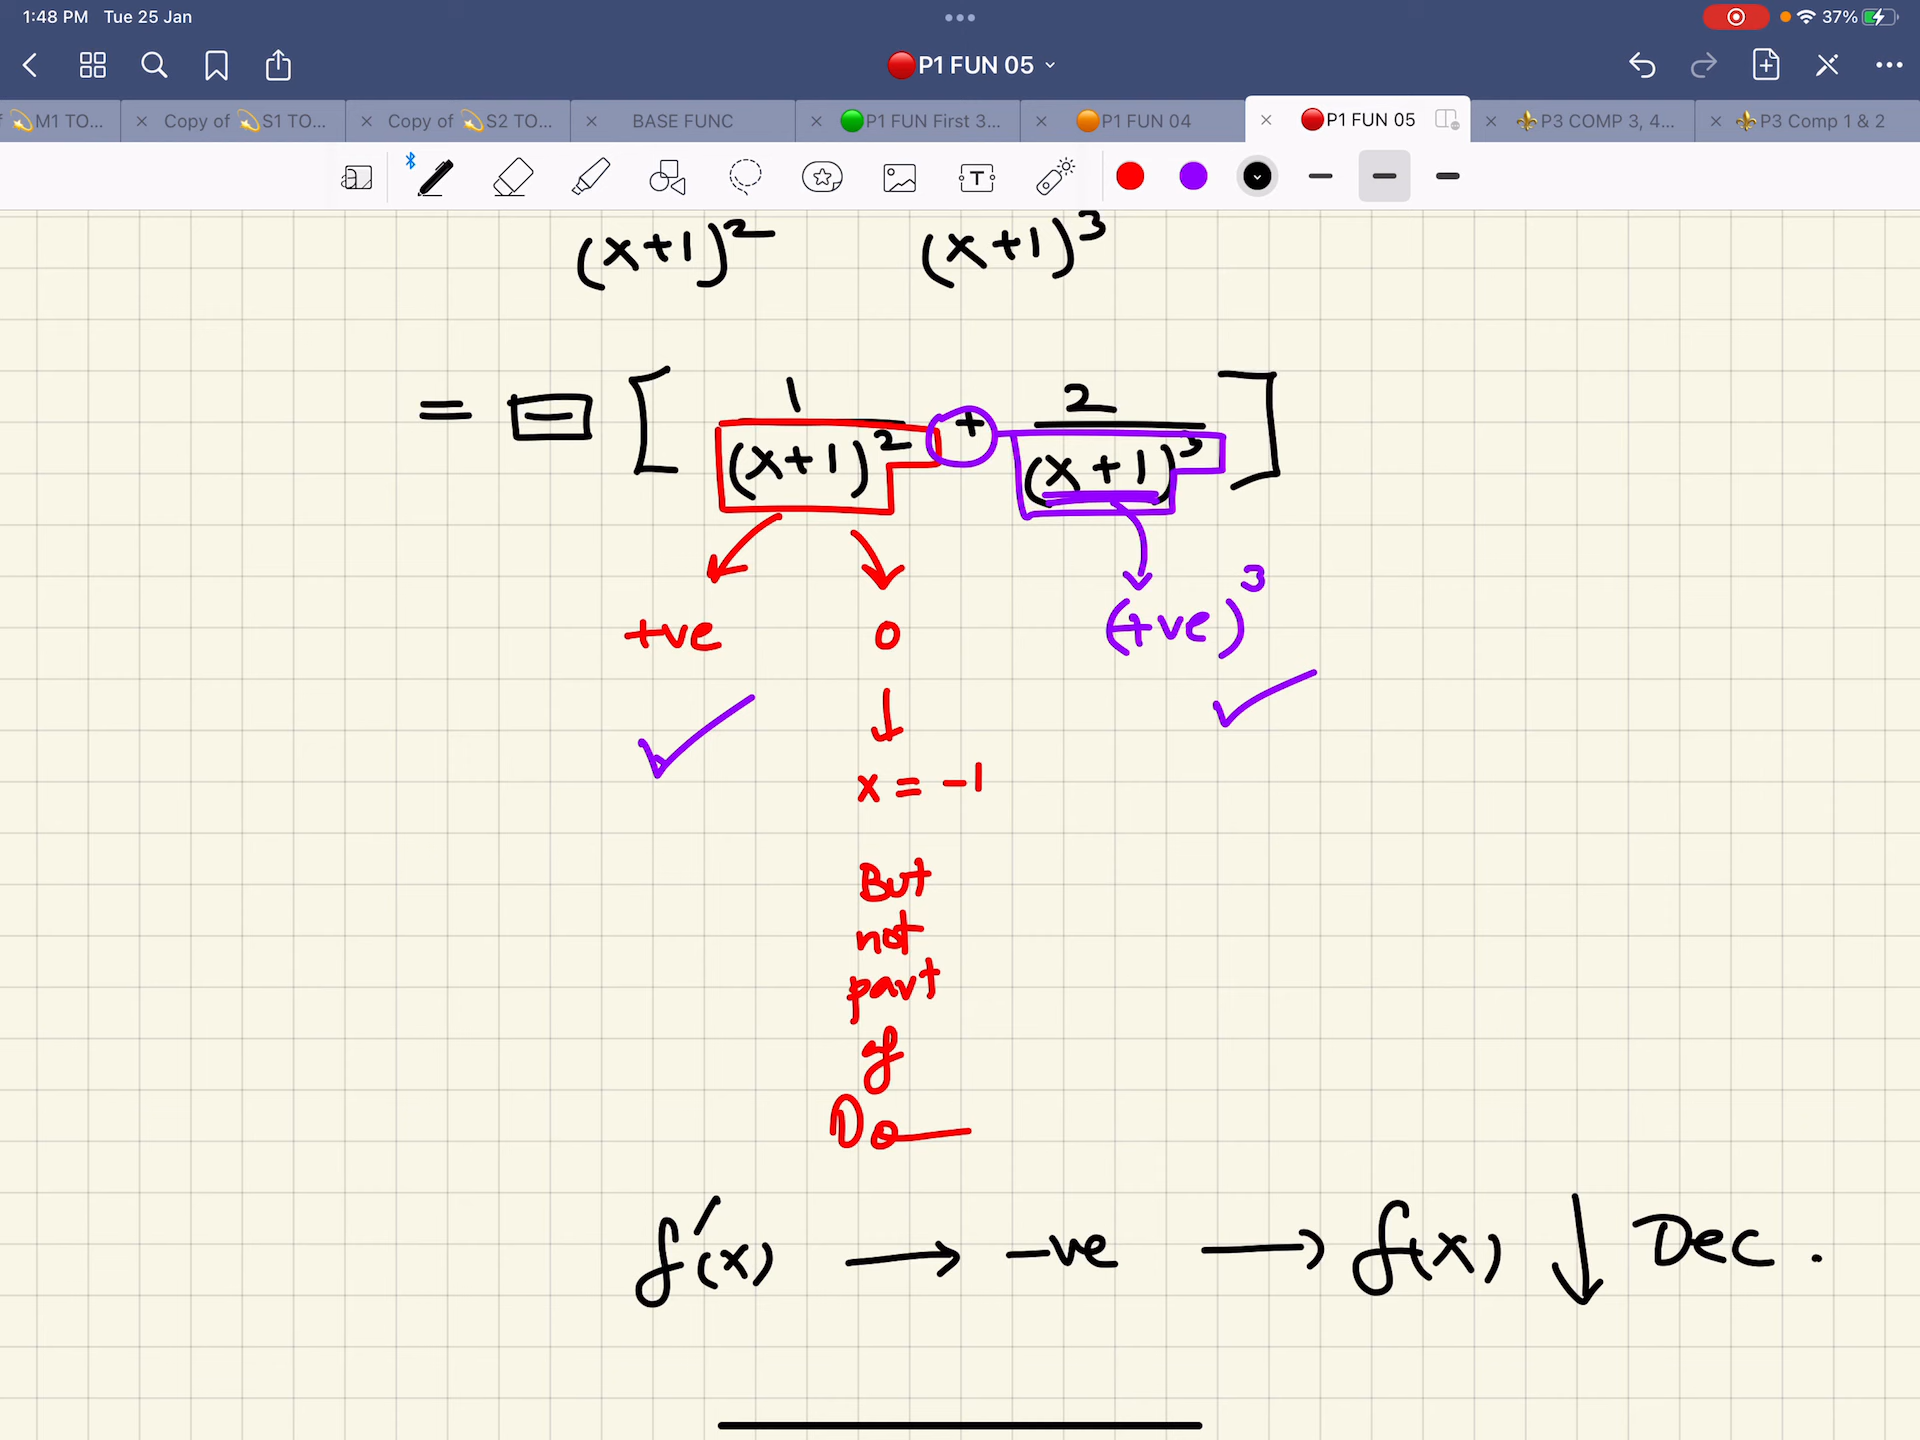 1:48 PM Tue 25 Jan 37%
P1 FUN 05
M1 TO... Copy of S1 TO... Copy of S2 TO... BASE FUNC P1 FUN First 3... P1 FUN 04 P1 FUN 05 P3 COMP 3, 4... P3 Comp 1 & 2
(x+1)² (x+1)³
= - [ 1/(x+1)² + 2/(x+1)³ ]
+ve 0 (+ve)³
x = -1
But
not
part
of
Do
f'(x) → -ve → f(x) ↓ Dec.